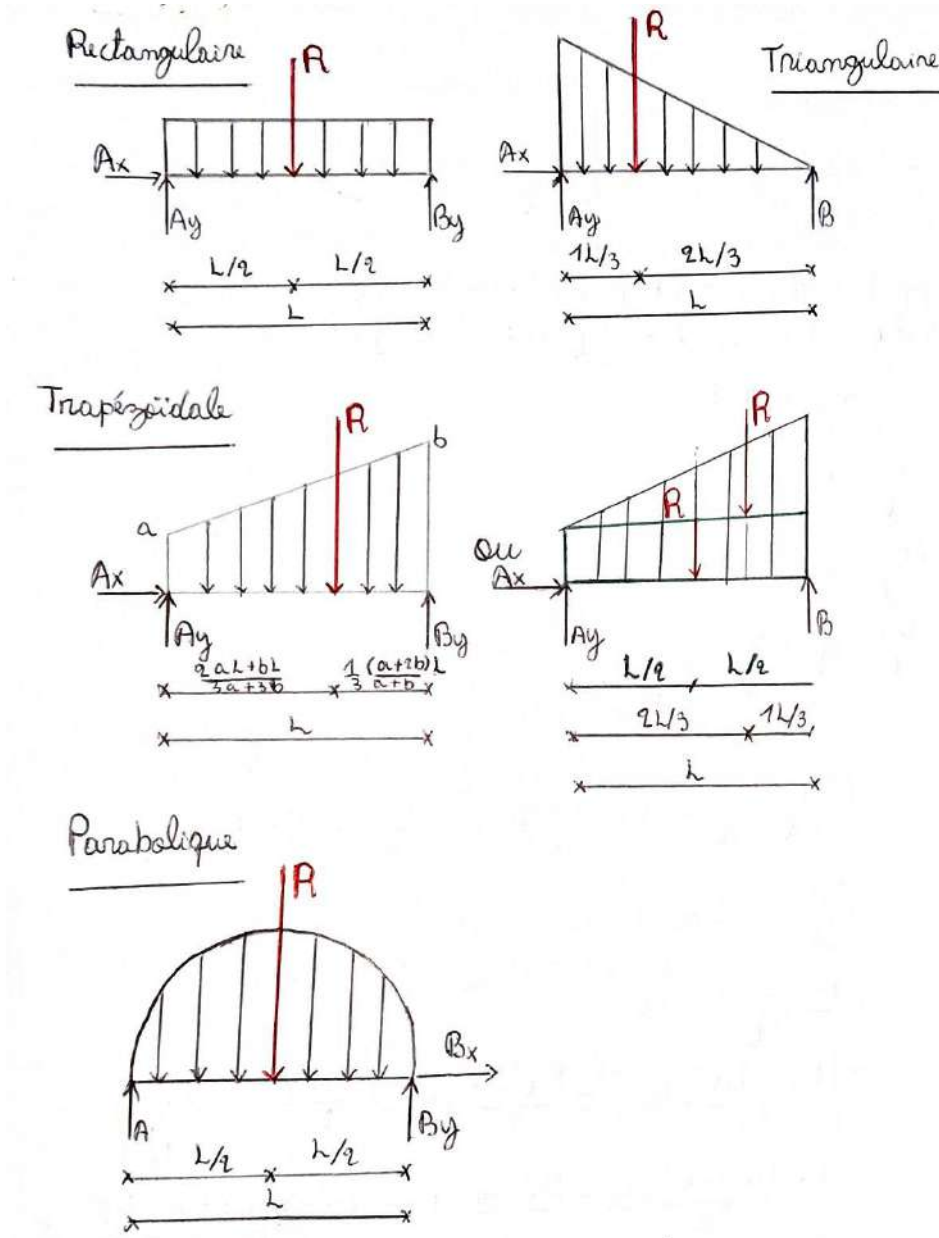 Rectangulaire
R
Ax
Ay
By
L/2
L/2
L
Triangulaire
R
Ax
Ay
B
1L/3
2L/3
L
Trapézoïdale
R
a
b
Ax
Ay
By
2aL+bL
3a+3b
1/3 (a+2b)L
a+b
L
ou
R
R
Ax
Ay
B
L/2
L/2
2L/3
1L/3
L
Parabolique
R
Bx
A
By
L/2
L/2
L